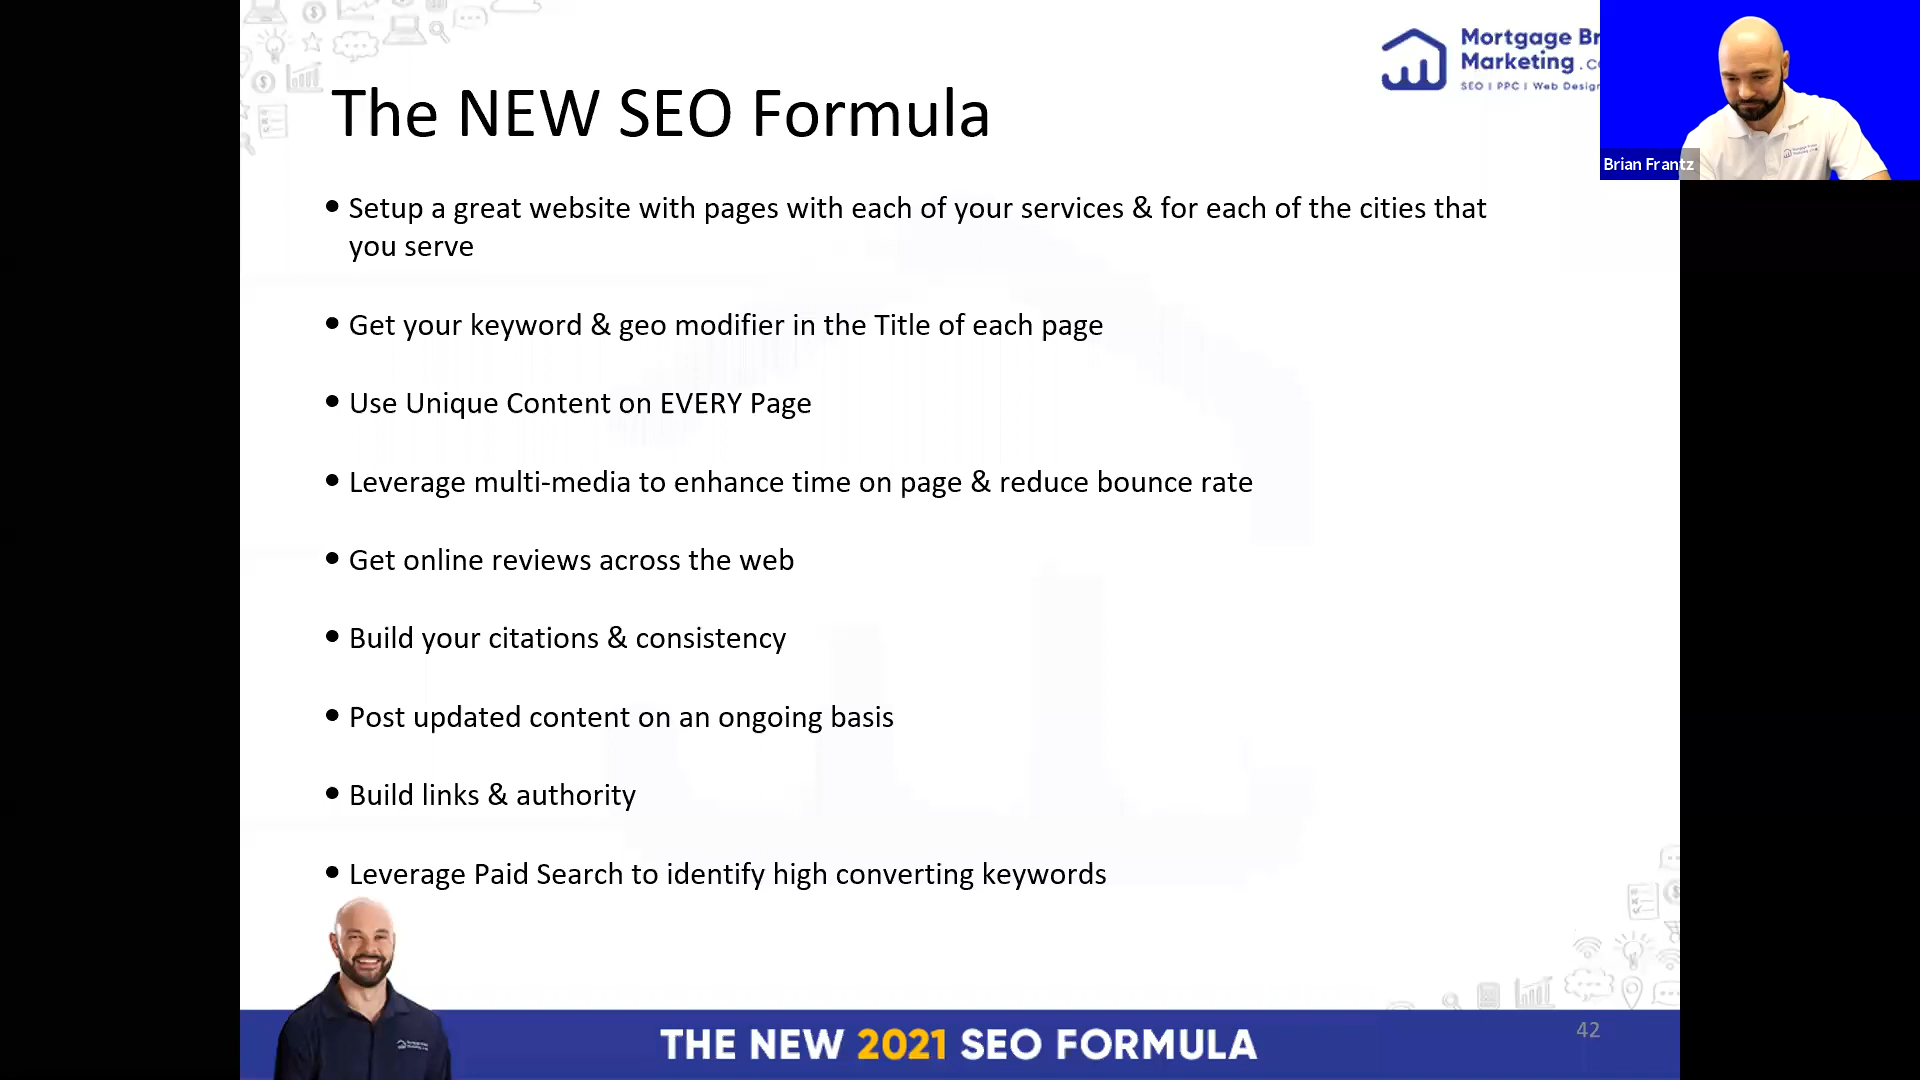 The NEW SEO Formula
Mortgage Br
Marketing .co
SEO | PPC | Web Design
Brian Frantz
• Setup a great website with pages with each of your services & for each of the cities that
you serve
• Get your keyword & geo modifier in the Title of each page
• Use Unique Content on EVERY Page
• Leverage multi-media to enhance time on page & reduce bounce rate
• Get online reviews across the web
• Build your citations & consistency
• Post updated content on an ongoing basis
• Build links & authority
• Leverage Paid Search to identify high converting keywords
THE NEW 2021 SEO FORMULA
42